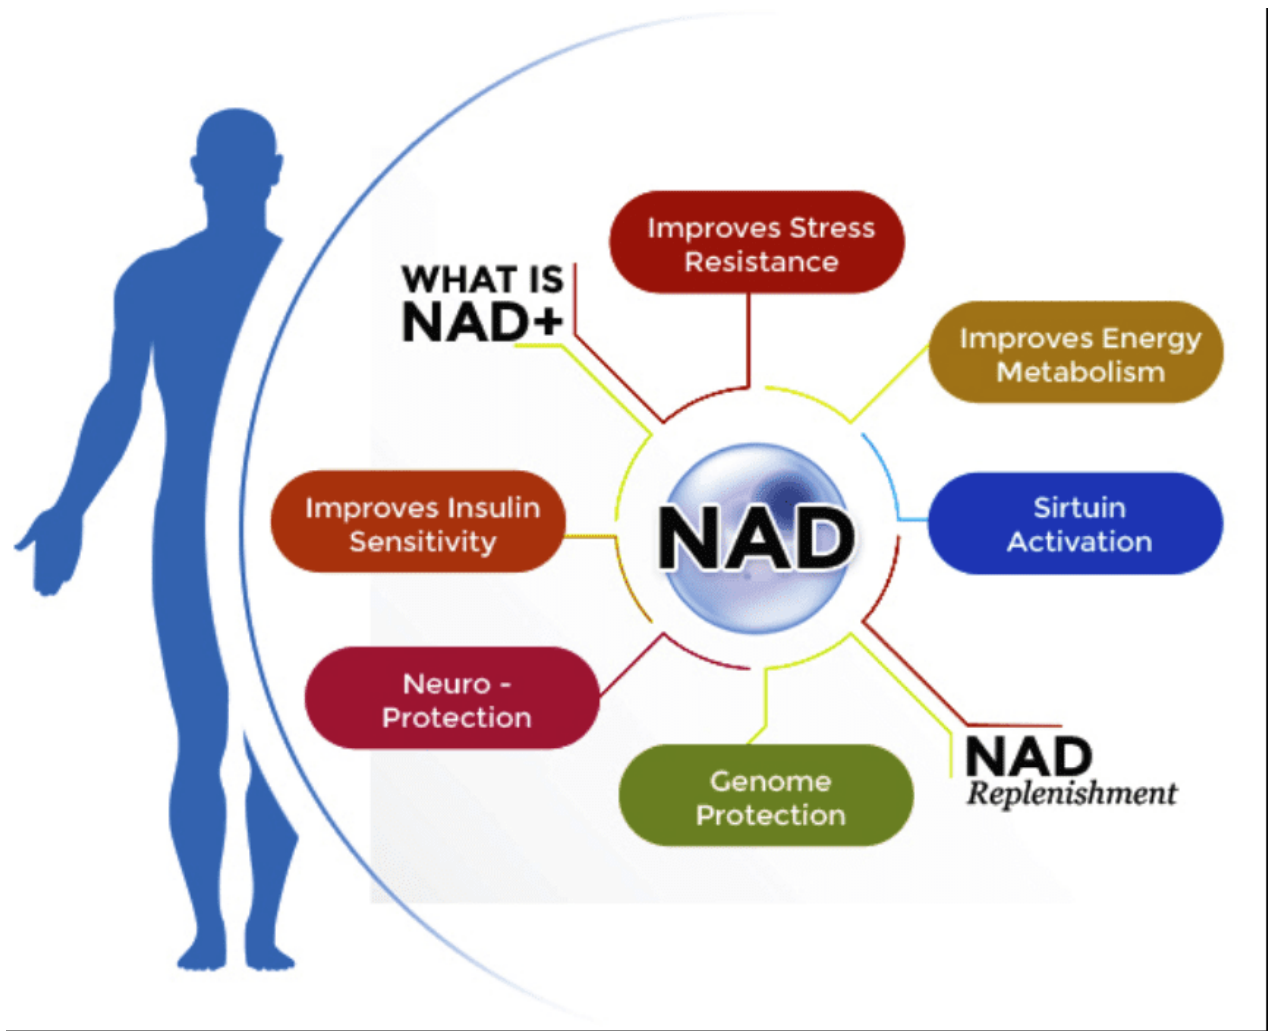 Improves Stress
Resistance
WHAT IS
NAD+
Improves Energy
Metabolism
Improves Insulin
Sensitivity
NAD
Sirtuin
Activation
Neuro -
Protection
Genome
Protection
NAD
Replenishment